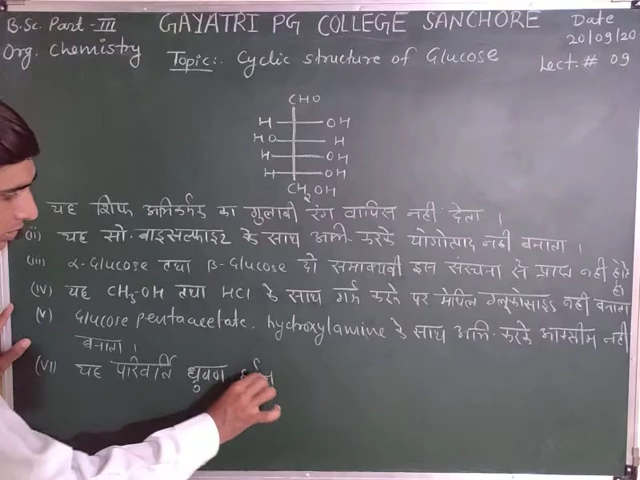 B.Sc. Part-III GAYATRI PG COLLEGE SANCHORE Date 20/09/20
Org. Chemistry Topic:- Cyclic structure of Glucose Lect.# 09
CHO
H OH
HO H
H OH
H OH
CH2OH
यह शिफ अभिकर्मक का गुलाबी रंग वापिस नही देता ।
(ii) यह सो. बाइसल्फाइट के साथ अभि. करके योगोत्पाद नही बनाता ।
(iii) α-Glucose तथा β-Glucose दो समावयवी इस संरचना से प्राप्त नही होते
(iv) यह CH3-OH तथा HCl के साथ गर्म करने पर मेथिल ग्लूकोसाइड नही बनाता
(v) Glucose pentaacetate, hydroxylamine के साथ अभि. करके आक्सीम नही
बनाता ।
(vi) यह परिवर्ति ध्रुवण